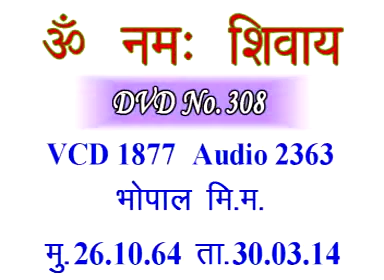 ॐ नमः शिवाय
DVD No. 308
VCD 1877 Audio 2363
भोपाल मि.म.
मु.26.10.64 ता.30.03.14